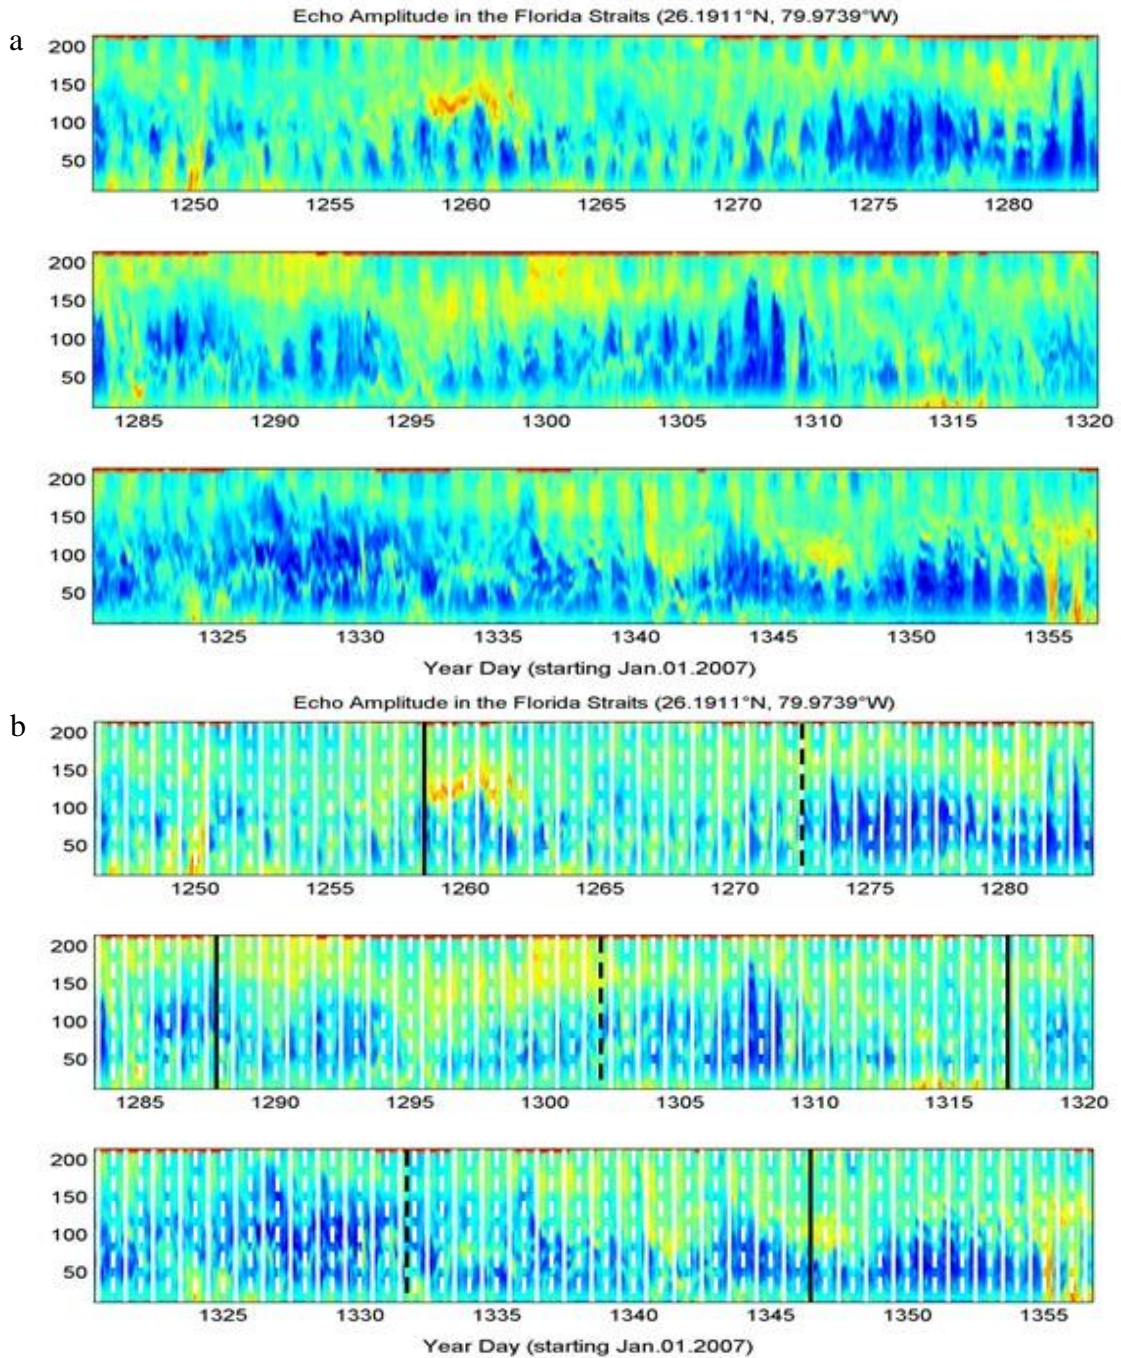 a
Echo Amplitude in the Florida Straits (26.1911°N, 79.9739°W)
200
150
100
50
1250 1255 1260 1265 1270 1275 1280
200
150
100
50
1285 1290 1295 1300 1305 1310 1315 1320
200
150
100
50
1325 1330 1335 1340 1345 1350 1355
Year Day (starting Jan.01.2007)
b
Echo Amplitude in the Florida Straits (26.1911°N, 79.9739°W)
200
150
100
50
1250 1255 1260 1265 1270 1275 1280
200
150
100
50
1285 1290 1295 1300 1305 1310 1315 1320
200
150
100
50
1325 1330 1335 1340 1345 1350 1355
Year Day (starting Jan.01.2007)